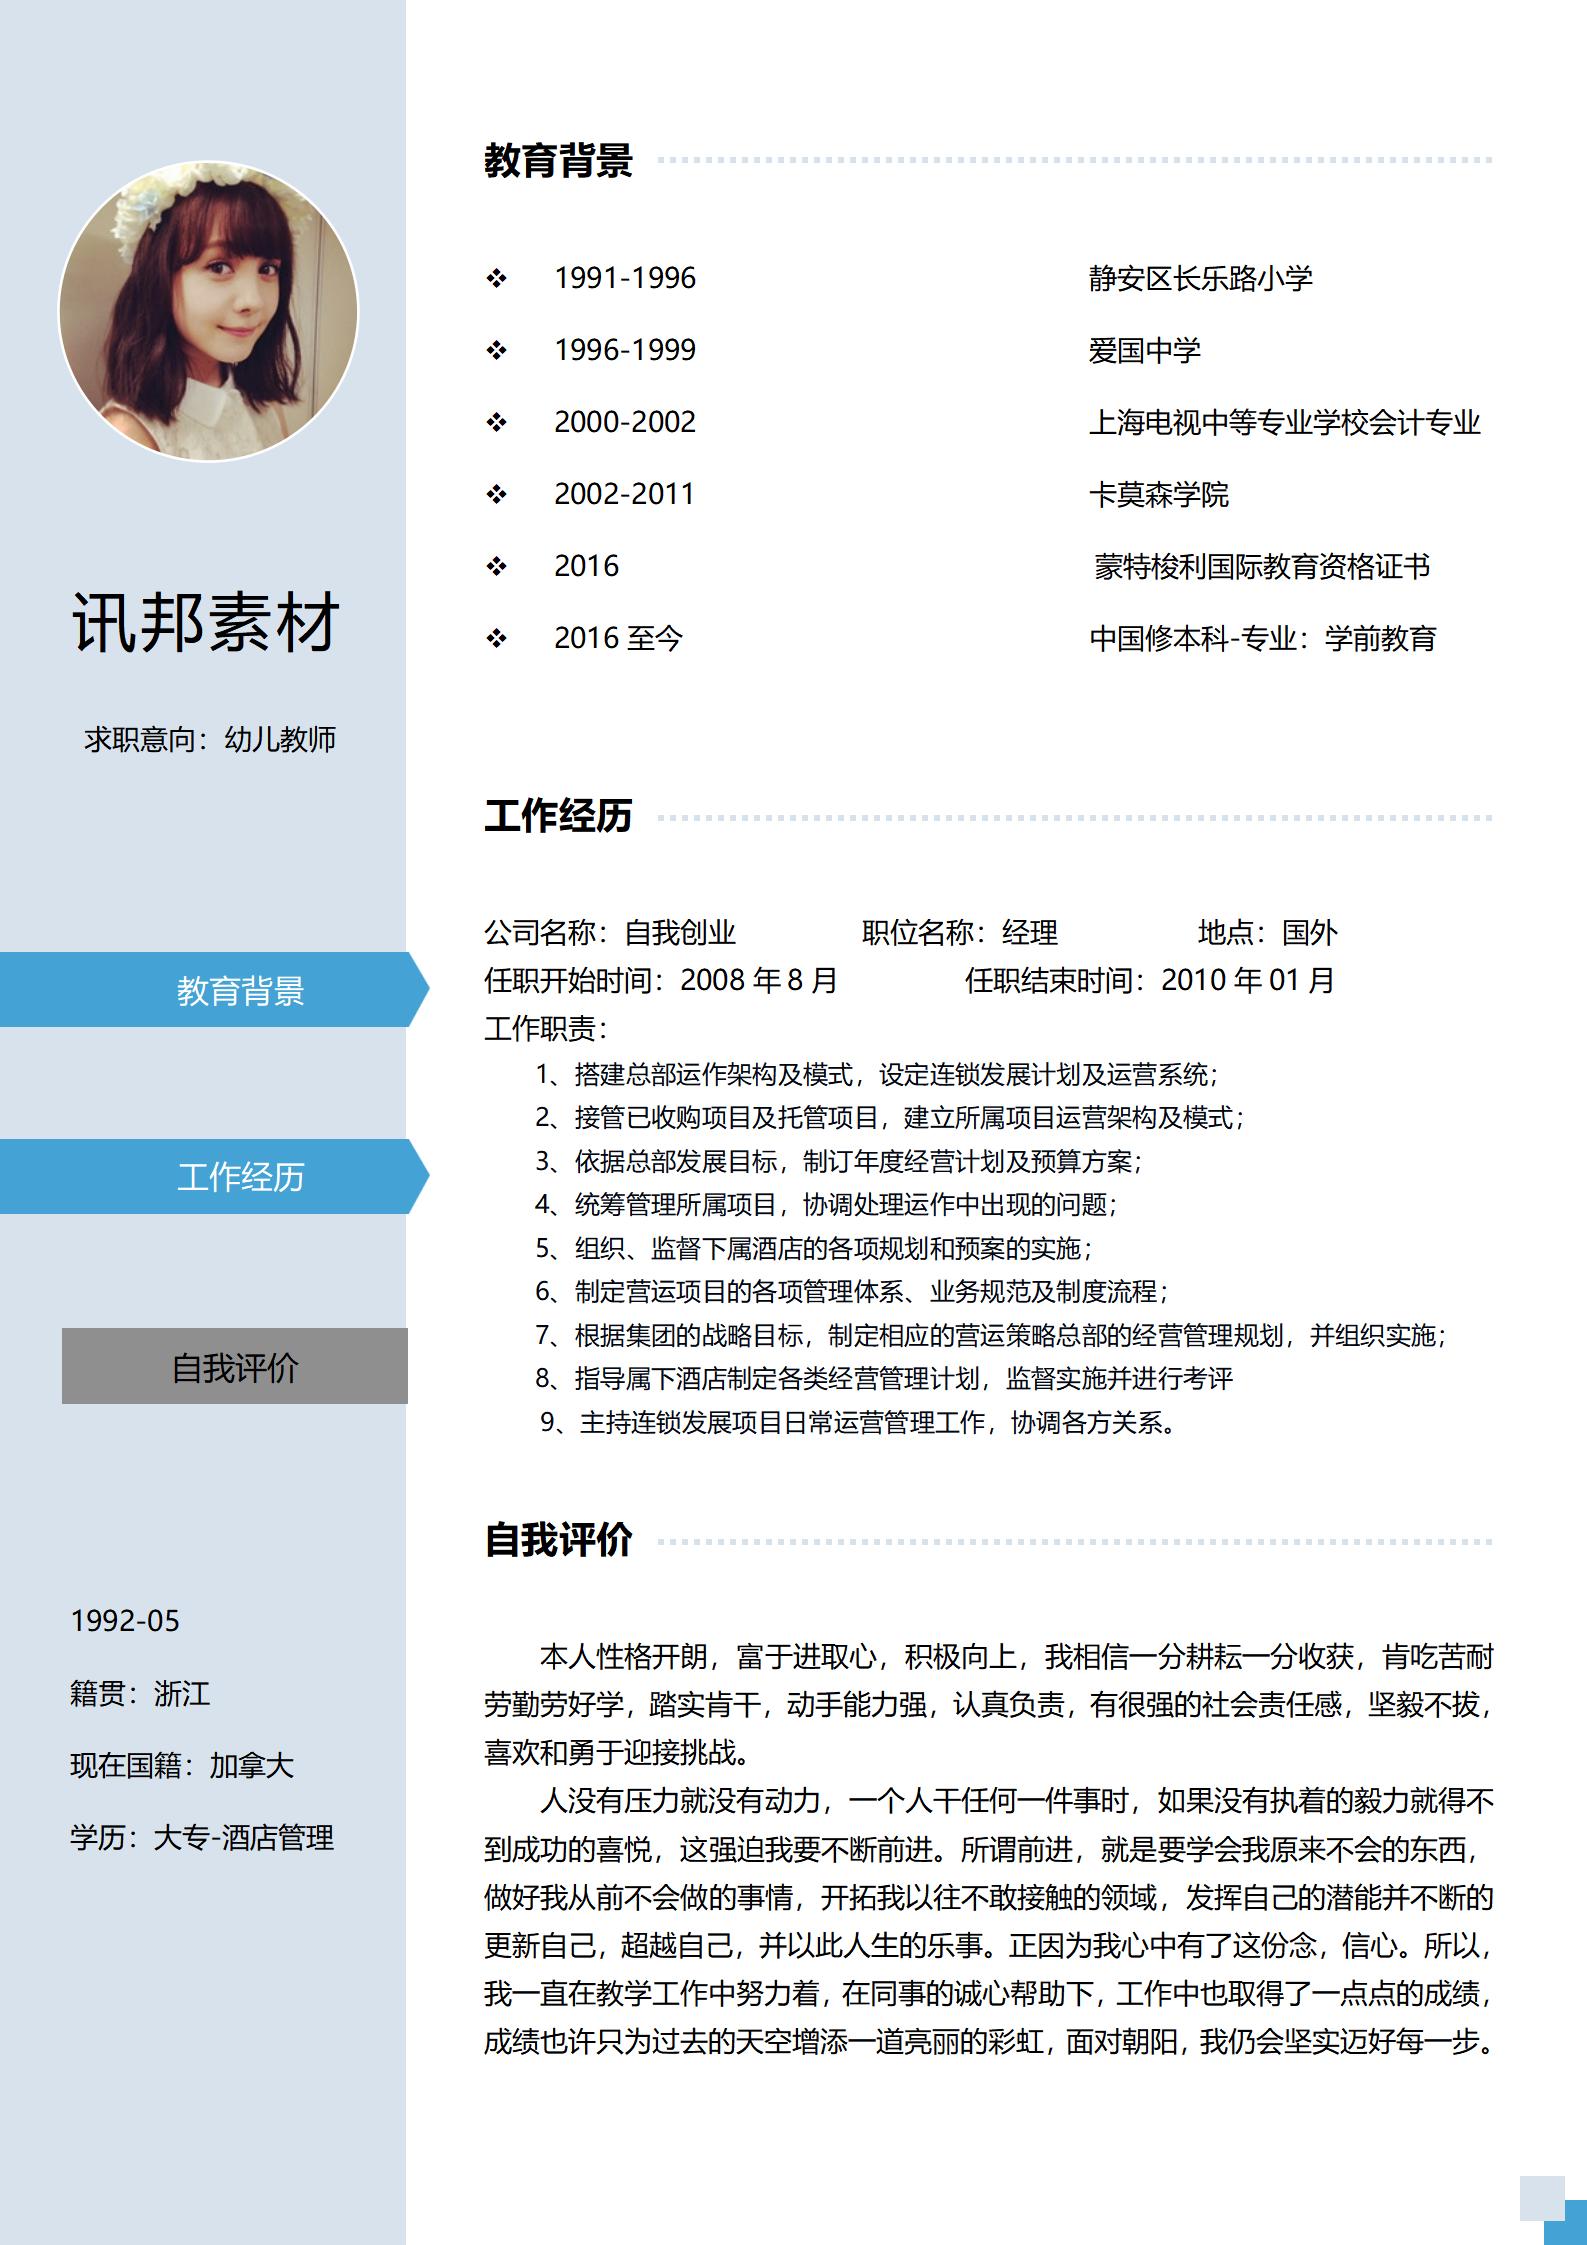 讯邦素材
求职意向：幼儿教师
教育背景
工作经历
自我评价
1992-05
籍贯：浙江
现在国籍：加拿大
学历：大专-酒店管理
教育背景
❖ 1991-1996 静安区长乐路小学
❖ 1996-1999 爱国中学
❖ 2000-2002 上海电视中等专业学校会计专业
❖ 2002-2011 卡莫森学院
❖ 2016 蒙特梭利国际教育资格证书
❖ 2016 至今 中国修本科-专业：学前教育
工作经历
公司名称：自我创业 职位名称：经理 地点：国外
任职开始时间：2008 年 8 月 任职结束时间：2010 年 01 月
工作职责：
1、搭建总部运作架构及模式，设定连锁发展计划及运营系统；
2、接管已收购项目及托管项目，建立所属项目运营架构及模式；
3、依据总部发展目标，制订年度经营计划及预算方案；
4、统筹管理所属项目，协调处理运作中出现的问题；
5、组织、监督下属酒店的各项规划和预案的实施；
6、制定营运项目的各项管理体系、业务规范及制度流程；
7、根据集团的战略目标，制定相应的营运策略总部的经营管理规划，并组织实施；
8、指导属下酒店制定各类经营管理计划，监督实施并进行考评
9、主持连锁发展项目日常运营管理工作，协调各方关系。
自我评价
本人性格开朗，富于进取心，积极向上，我相信一分耕耘一分收获，肯吃苦耐
劳勤劳好学，踏实肯干，动手能力强，认真负责，有很强的社会责任感，坚毅不拔，
喜欢和勇于迎接挑战。
人没有压力就没有动力，一个人干任何一件事时，如果没有执着的毅力就得不
到成功的喜悦，这强迫我要不断前进。所谓前进，就是要学会我原来不会的东西，
做好我从前不会做的事情，开拓我以往不敢接触的领域，发挥自己的潜能并不断的
更新自己，超越自己，并以此人生的乐事。正因为我心中有了这份念，信心。所以，
我一直在教学工作中努力着，在同事的诚心帮助下，工作中也取得了一点点的成绩，
成绩也许只为过去的天空增添一道亮丽的彩虹，面对朝阳，我仍会坚实迈好每一步。